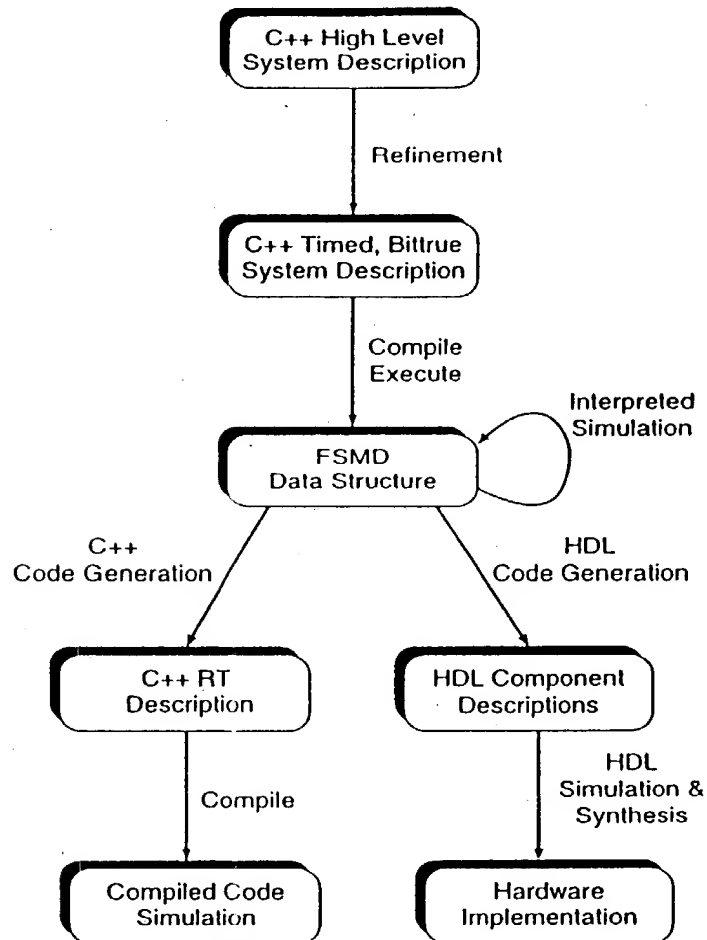 C++ High Level
System Description
Refinement
C++ Timed, Bittrue
System Description
Compile
Execute
Interpreted
Simulation
FSMD
Data Structure
C++
Code Generation
HDL
Code Generation
C++ RT
Description
HDL Component
Descriptions
Compile
HDL
Simulation &
Synthesis
Compiled Code
Simulation
Hardware
Implementation